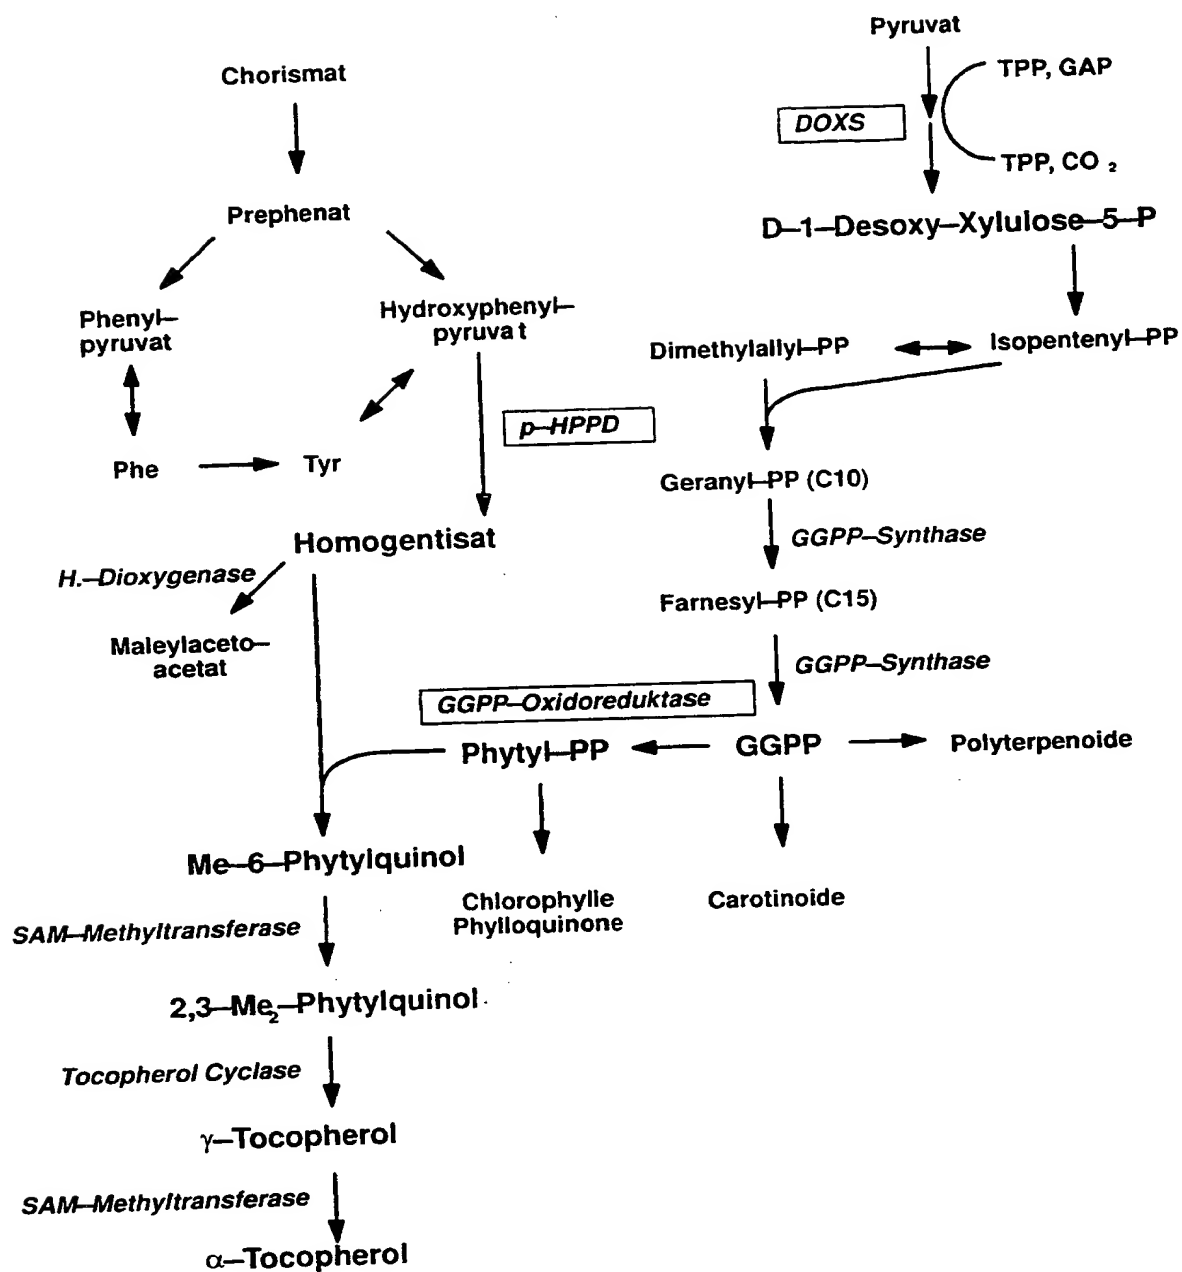 Pyruvat
Chorismat
TPP, GAP
DOXS
TPP, CO₂
Prephenat
D–1–Desoxy–Xylulose–5–P
Phenyl–
pyruvat
Hydroxyphenyl–
pyruvat
Dimethylallyl–PP
Isopentenyl–PP
p–HPPD
Phe
Tyr
Geranyl–PP (C10)
Homogentisat
GGPP–Synthase
H.–Dioxygenase
Farnesyl–PP (C15)
Maleylaceto–
acetat
GGPP–Synthase
GGPP–Oxidoreduktase
Phytyl–PP
GGPP
Polyterpenoide
Me–6–Phytylquinol
Chlorophylle
Phylloquinone
Carotinoide
SAM–Methyltransferase
2,3–Me₂–Phytylquinol
Tocopherol Cyclase
γ–Tocopherol
SAM–Methyltransferase
α–Tocopherol